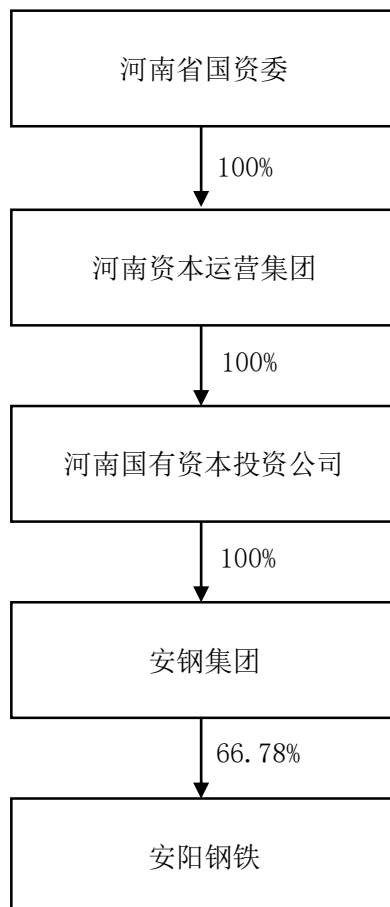 河南省国资委
100%
河南资本运营集团
100%
河南国有资本投资公司
100%
安钢集团
66.78%
安阳钢铁